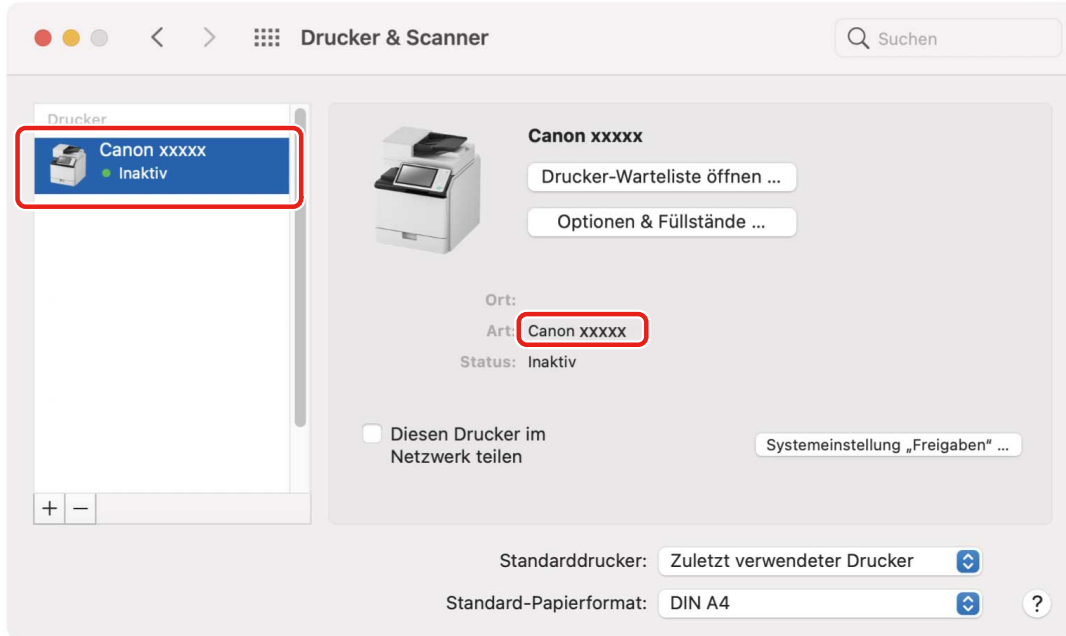 Drucker & Scanner
Suchen
Drucker
Canon xxxxx
Inaktiv
Canon xxxxx
Drucker-Warteliste öffnen ...
Optionen & Füllstände ...
Ort:
Art: Canon xxxxx
Status: Inaktiv
Diesen Drucker im
Netzwerk teilen
Systemeinstellung „Freigaben“ ...
+ −
Standarddrucker: Zuletzt verwendeter Drucker
Standard-Papierformat: DIN A4
?